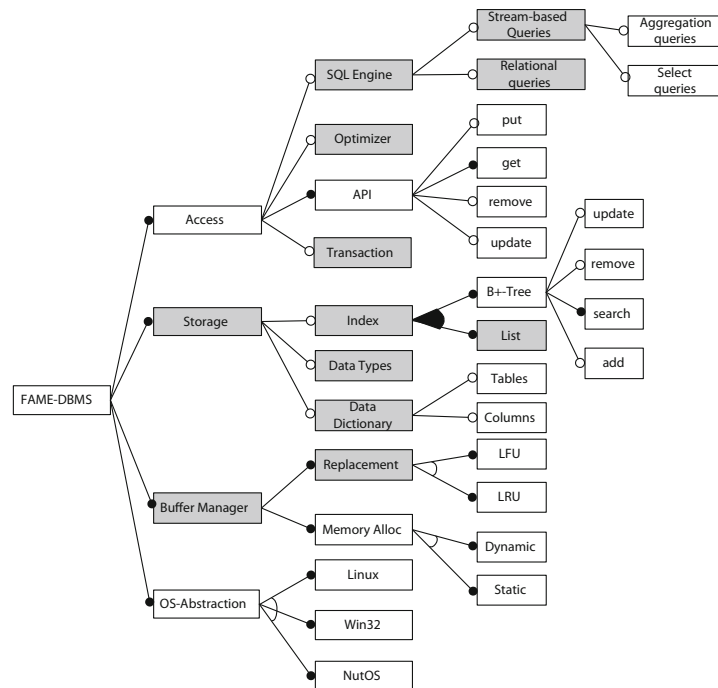 Stream-based
Queries
Aggregation
queries
SQL Engine
Relational
queries
Select
queries
Optimizer
put
get
API
remove
Access
update
Transaction
update
remove
B+-Tree
search
Storage
Index
List
add
Data Types
Tables
FAME-DBMS
Data
Dictionary
Columns
LFU
Replacement
LRU
Buffer Manager
Memory Alloc
Dynamic
Linux
Static
OS-Abstraction
Win32
NutOS